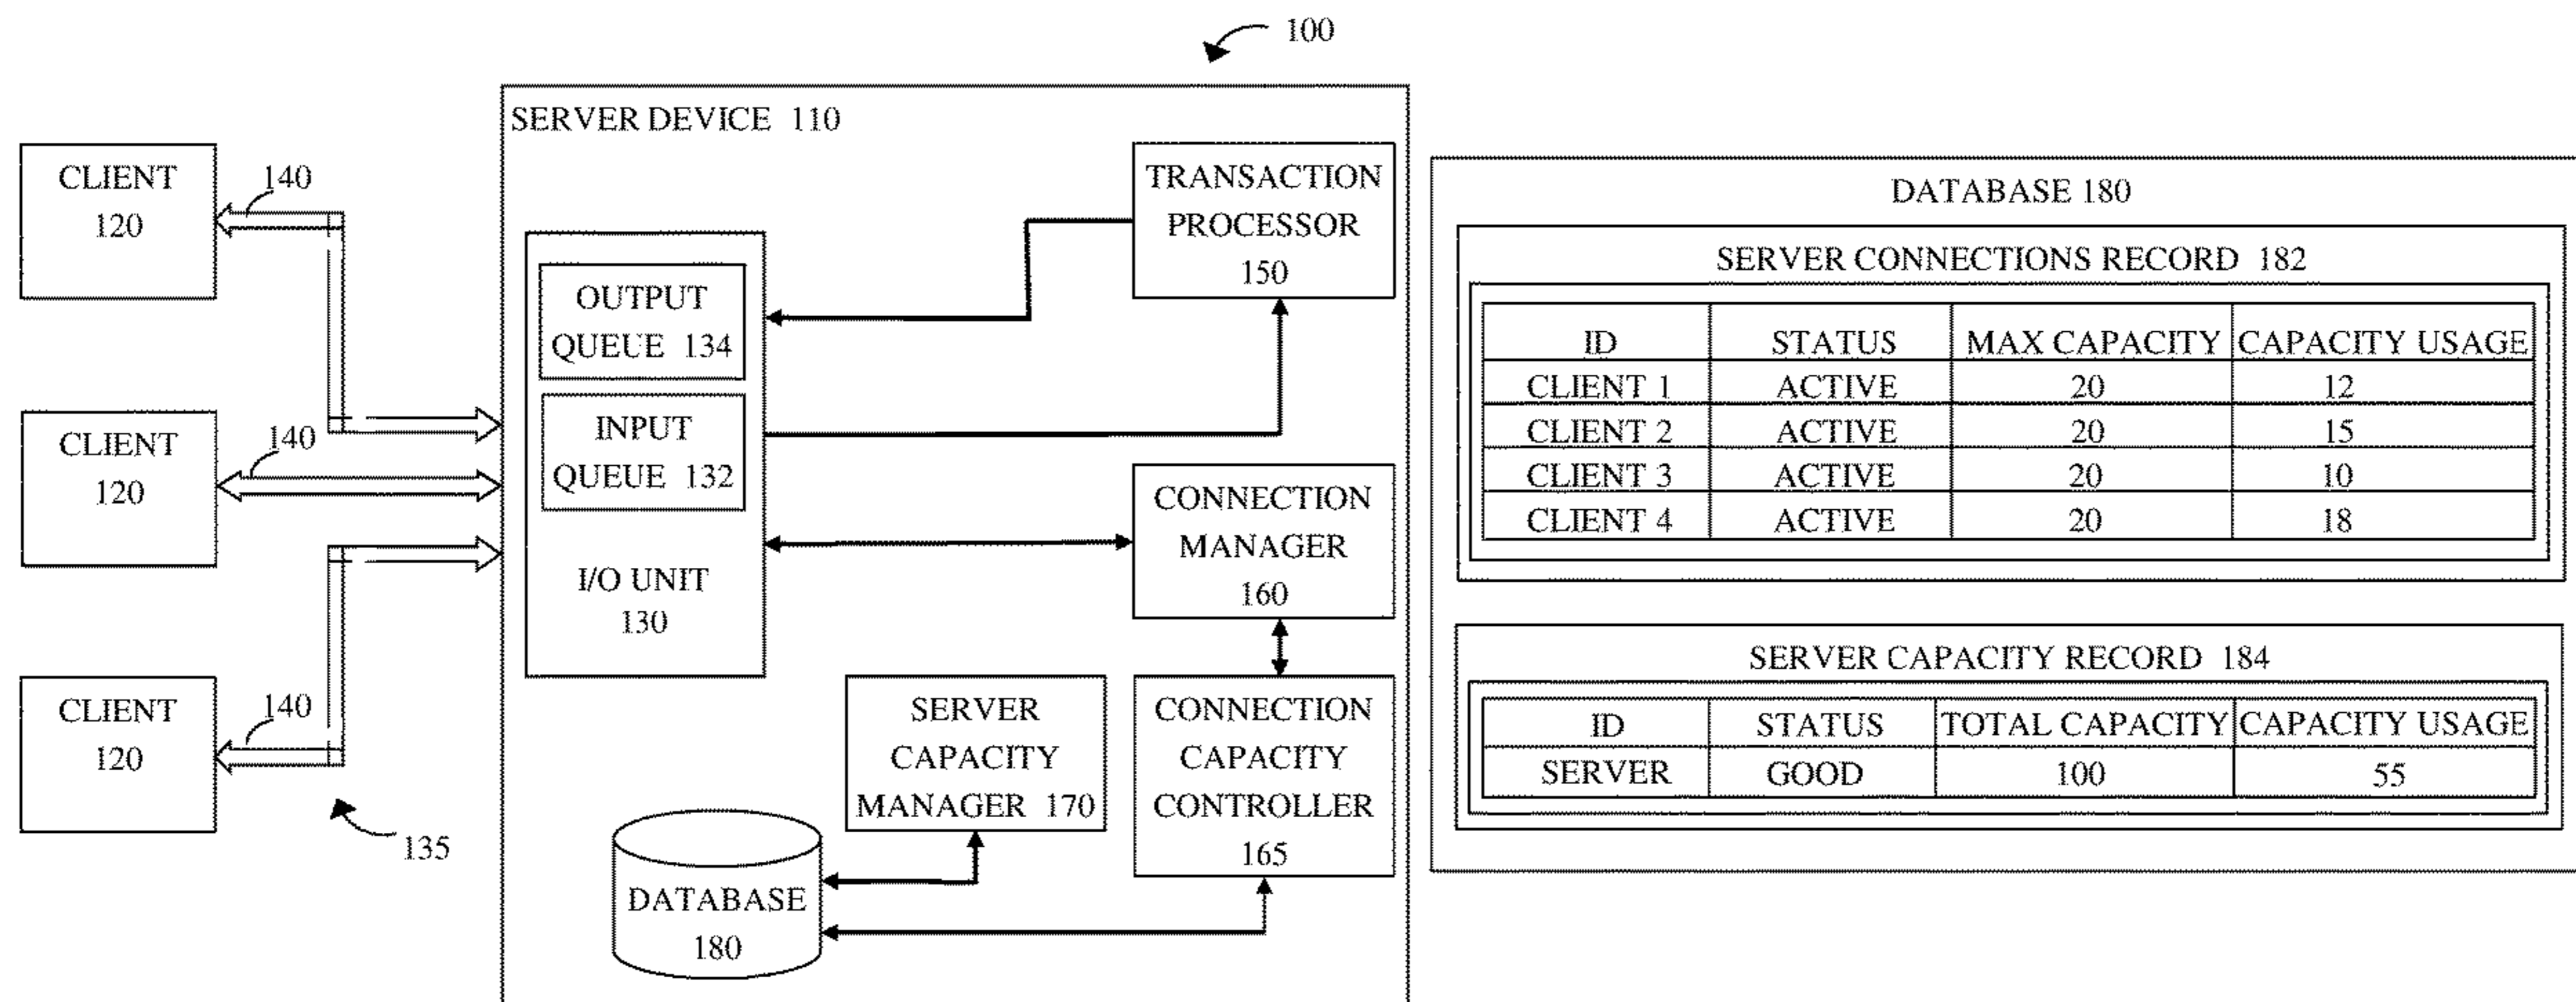 100
SERVER DEVICE 110
CLIENT
120
140
CLIENT
120
140
CLIENT
120
140
135
OUTPUT
QUEUE 134
INPUT
QUEUE 132
I/O UNIT
130
TRANSACTION
PROCESSOR
150
CONNECTION
MANAGER
160
SERVER
CAPACITY
MANAGER 170
CONNECTION
CAPACITY
CONTROLLER
165
DATABASE
180
DATABASE 180
SERVER CONNECTIONS RECORD 182
ID STATUS MAX CAPACITY CAPACITY USAGE
CLIENT 1 ACTIVE 20 12
CLIENT 2 ACTIVE 20 15
CLIENT 3 ACTIVE 20 10
CLIENT 4 ACTIVE 20 18
SERVER CAPACITY RECORD 184
ID STATUS TOTAL CAPACITY CAPACITY USAGE
SERVER GOOD 100 55